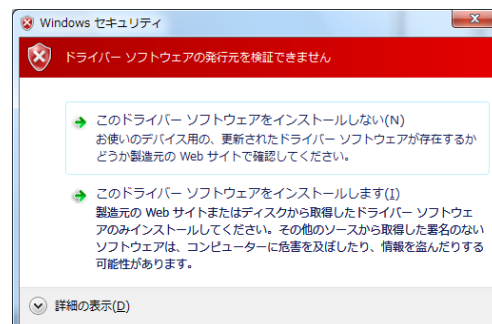 Windows セキュリティ
ドライバー ソフトウェアの発行元を検証できません
このドライバー ソフトウェアをインストールしない(N)
お使いのデバイス用の、更新されたドライバー ソフトウェアが存在するか
どうか製造元の Web サイトで確認してください。
このドライバー ソフトウェアをインストールします(I)
製造元の Web サイトまたはディスクから取得したドライバー ソフトウェ
アのみインストールしてください。その他のソースから取得した署名のない
ソフトウェアは、コンピューターに危害を及ぼしたり、情報を盗んだりする
可能性があります。
詳細の表示(D)